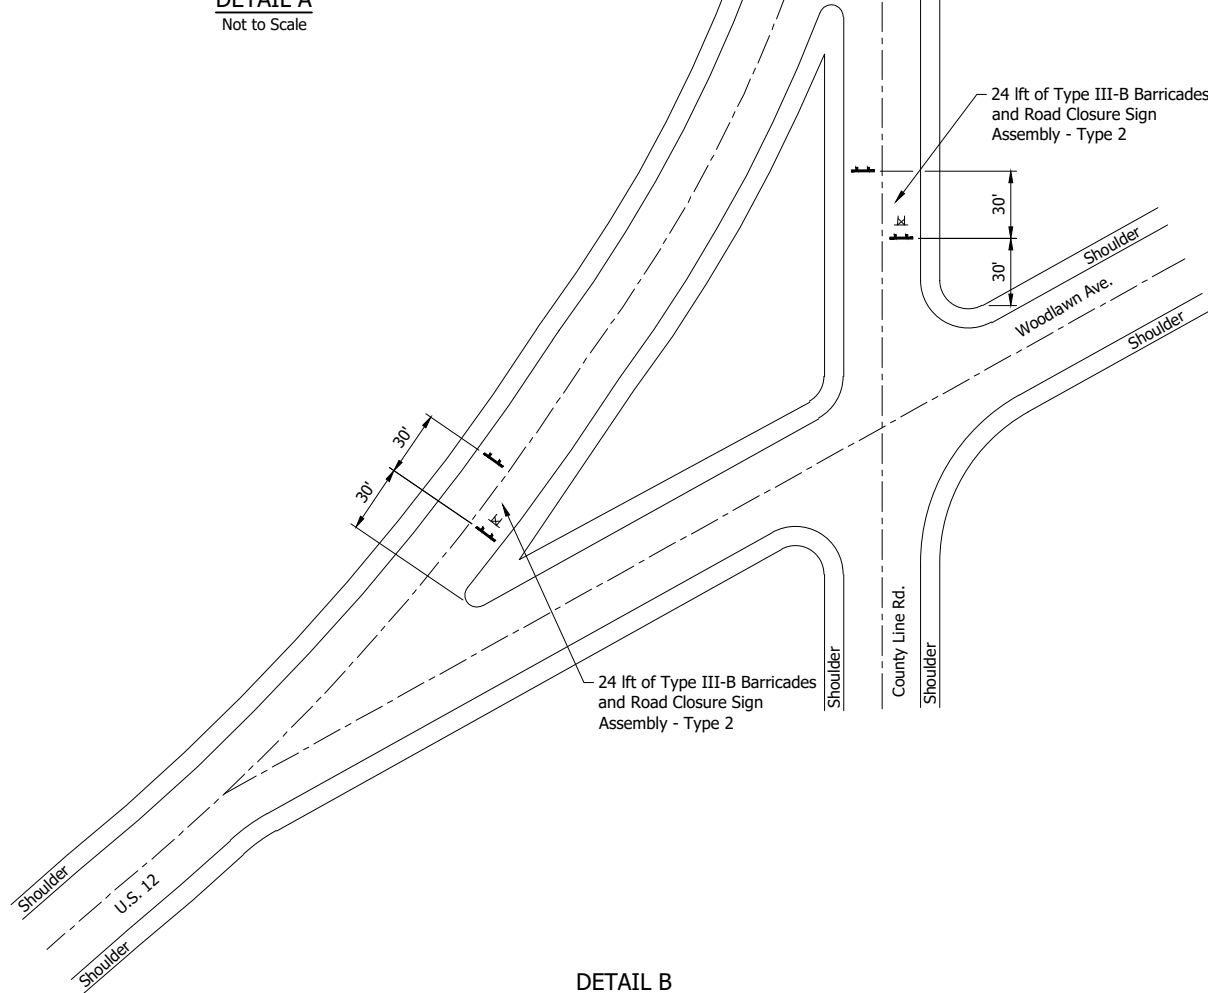 DETAIL A
Not to Scale
24 lft of Type III-B Barricades
and Road Closure Sign
Assembly - Type 2
30'
30'
Shoulder
Woodlawn Ave.
Shoulder
30'
30'
24 lft of Type III-B Barricades
and Road Closure Sign
Assembly - Type 2
Shoulder
County Line Rd.
Shoulder
Shoulder
U.S. 12
Shoulder
DETAIL B